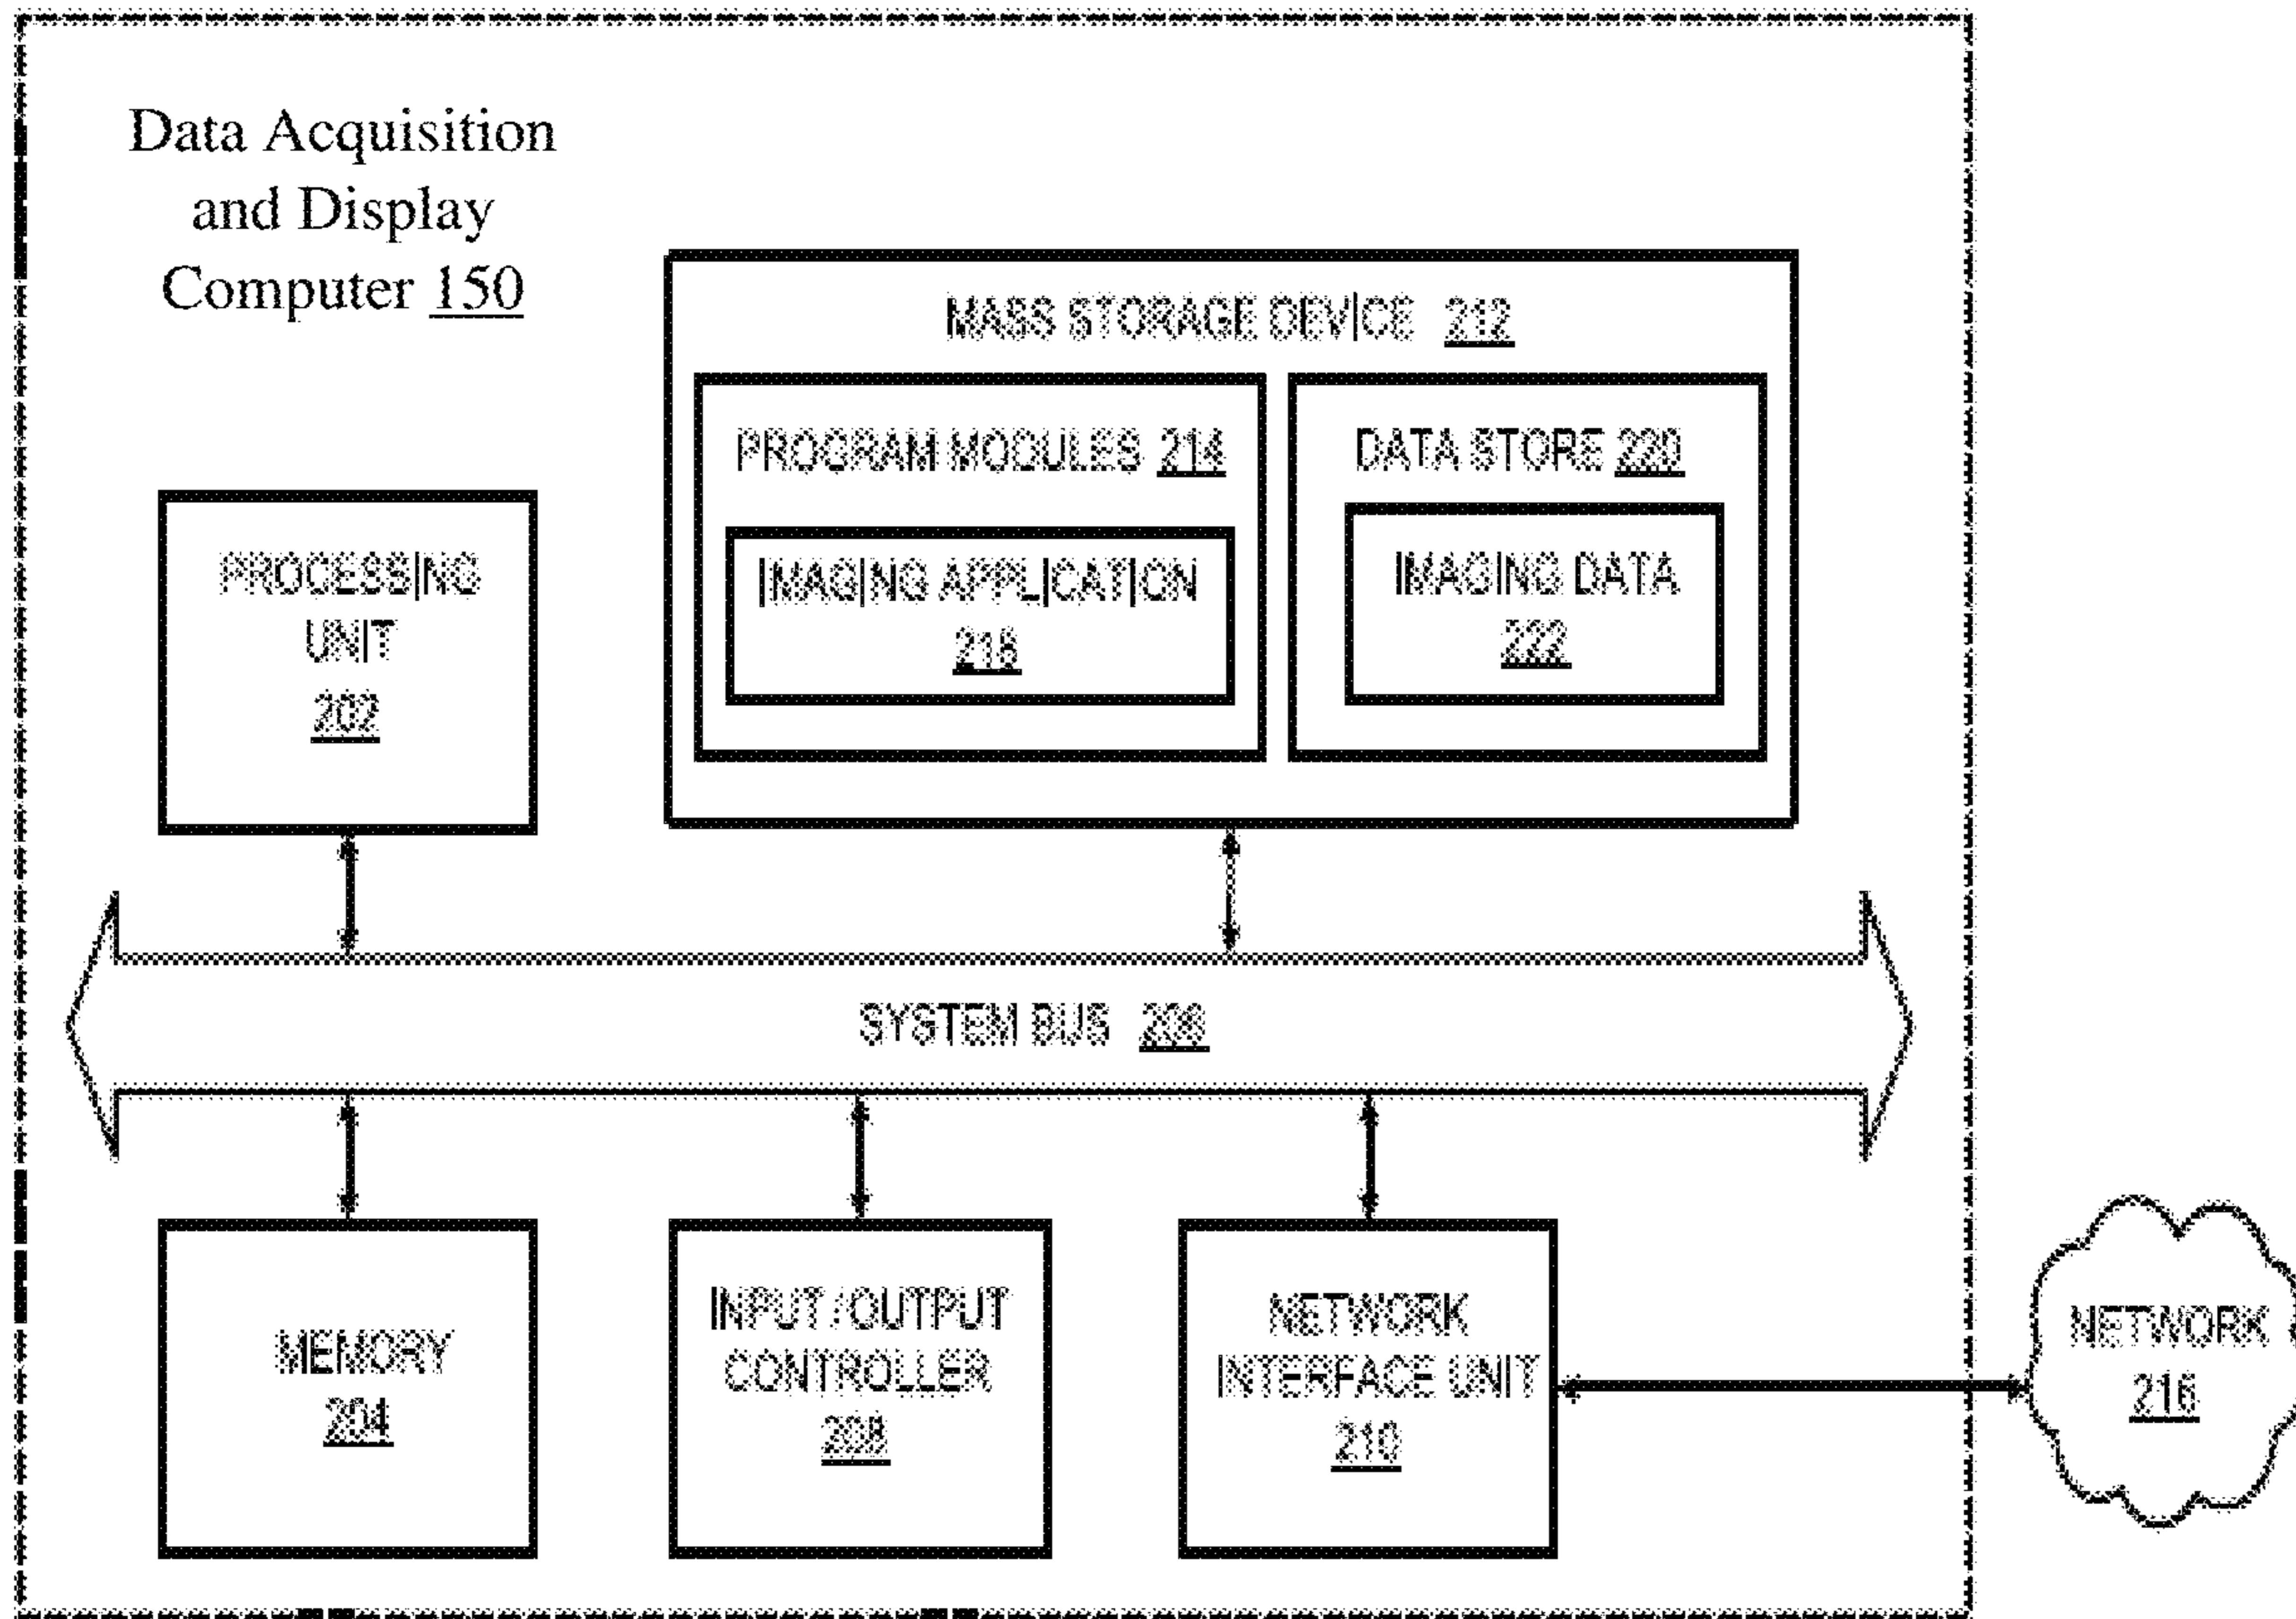 Data Acquisition
and Display
Computer 150
MASS STORAGE DEVICE 212
PROGRAM MODULES 214
DATA STORE 220
IMAGING APPLICATION
218
IMAGING DATA
222
PROCESSING
UNIT
202
SYSTEM BUS 206
MEMORY
204
INPUT / OUTPUT
CONTROLLER
208
NETWORK
INTERFACE UNIT
210
NETWORK
216